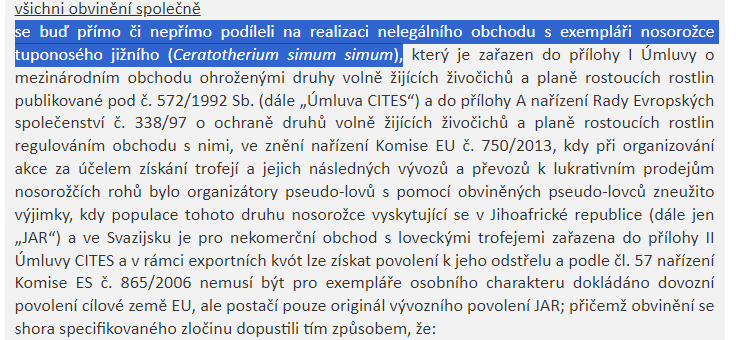 všichni obvinění společně
se buď přímo či nepřímo podíleli na realizaci nelegálního obchodu s exempláři nosorožce
tuponosého jižního (Ceratotherium simum simum), který je zařazen do přílohy I Úmluvy o
mezinárodním obchodu ohroženými druhy volně žijících živočichů a planě rostoucích rostlin
publikované pod č. 572/1992 Sb. (dále „Úmluva CITES“) a do přílohy A nařízení Rady Evropských
společenství č. 338/97 o ochraně druhů volně žijících živočichů a planě rostoucích rostlin
regulováním obchodu s nimi, ve znění nařízení Komise EU č. 750/2013, kdy při organizování
akce za účelem získání trofejí a jejich následných vývozů a převozů k lukrativním prodejům
nosorožčích rohů bylo organizátory pseudo-lovů s pomocí obviněných pseudo-lovců zneužito
výjimky, kdy populace tohoto druhu nosorožce vyskytující se v Jihoafrické republice (dále jen
„JAR“) a ve Svazijsku je pro nekomerční obchod s loveckými trofejemi zařazena do přílohy II
Úmluvy CITES a v rámci exportních kvót lze získat povolení k jeho odstřelu a podle čl. 57 nařízení
Komise ES č. 865/2006 nemusí být pro exempláře osobního charakteru dokládáno dovozní
povolení cílové země EU, ale postačí pouze originál vývozního povolení JAR; přičemž obvinění se
shora specifikovaného zločinu dopustili tím způsobem, že: